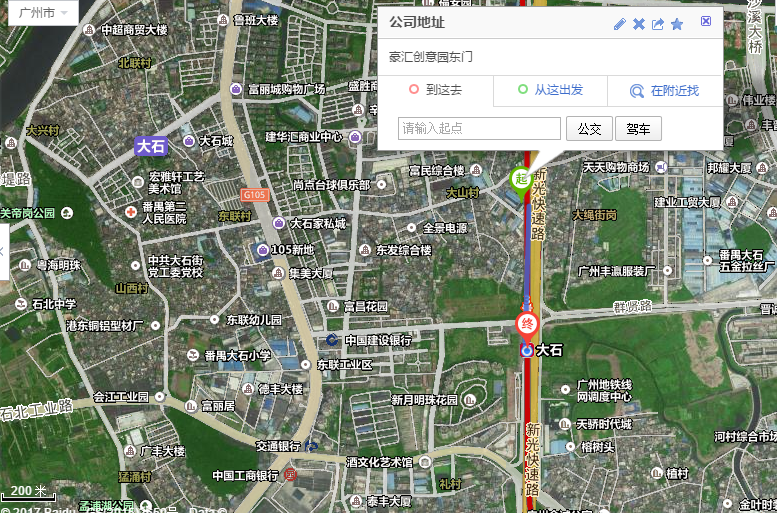 广州市
公司地址
豪汇创意园东门
到这去
从这出发
在附近找
请输入起点
公交
驾车
沙溪大桥
鲁班大楼
中超商贸大楼
北联村
富丽城购物广场
伟业楼
大兴村
大石
大石城
建华汇商业中心
堤路
宏雅轩工艺
美术馆
富民综合楼
起
天天购物商场
邦耀大厦
尚点台球俱乐部
大山村
G105
建业工贸大厦
关帝岗公园
番禺第二
人民医院
东联村
大石家私城
全景电源
新光快速路
大绳街岗
105新地
东发综合楼
粤海明珠
中共大石街
党工委党校
集美大厦
广州丰瀛服装厂
番禺大石
五金拉丝厂
山西村
石北中学
富昌花园
群贤路
港东铜铝型材厂
东联幼儿园
终
中国建设银行
大石
番禺大石小学
东联工业区
会江工业园
德丰大楼
广州地铁线
网调度中心
石北工业路
富丽居
新月明珠花园
天骄时代城
新光快速路
河村综合市场
广丰大楼
交通银行
榕树头
猛涌村
中国工商银行
酒文化艺术馆
植村
礼村
200 米
孟浦湖公园
泰丰大厦
金叶时